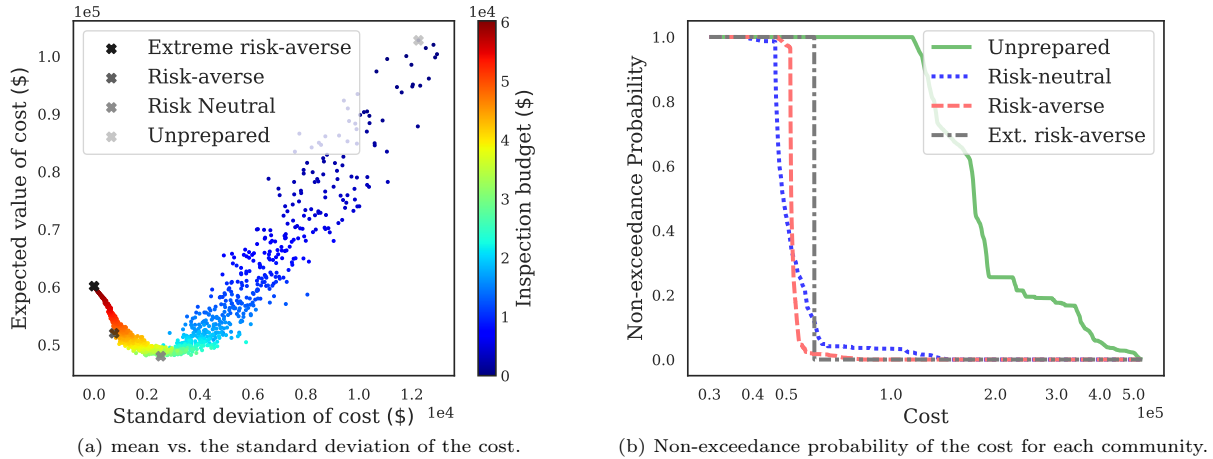 1e5
Expected value of cost ($)
1.0
0.9
0.8
0.7
0.6
0.5
Extreme risk-averse
Risk-averse
Risk Neutral
Unprepared
0.0 0.2 0.4 0.6 0.8 1.0 1.2
1e4
Standard deviation of cost ($)
1e4
6
5
4
3
2
1
0
Inspection budget ($)
(a) mean vs. the standard deviation of the cost.
Non-exceedance Probability
1.0
0.8
0.6
0.4
0.2
0.0
Unprepared
Risk-neutral
Risk-averse
Ext. risk-averse
0.3 0.4 0.5 1.0 2.0 3.0 4.0 5.0
1e5
Cost
(b) Non-exceedance probability of the cost for each community.